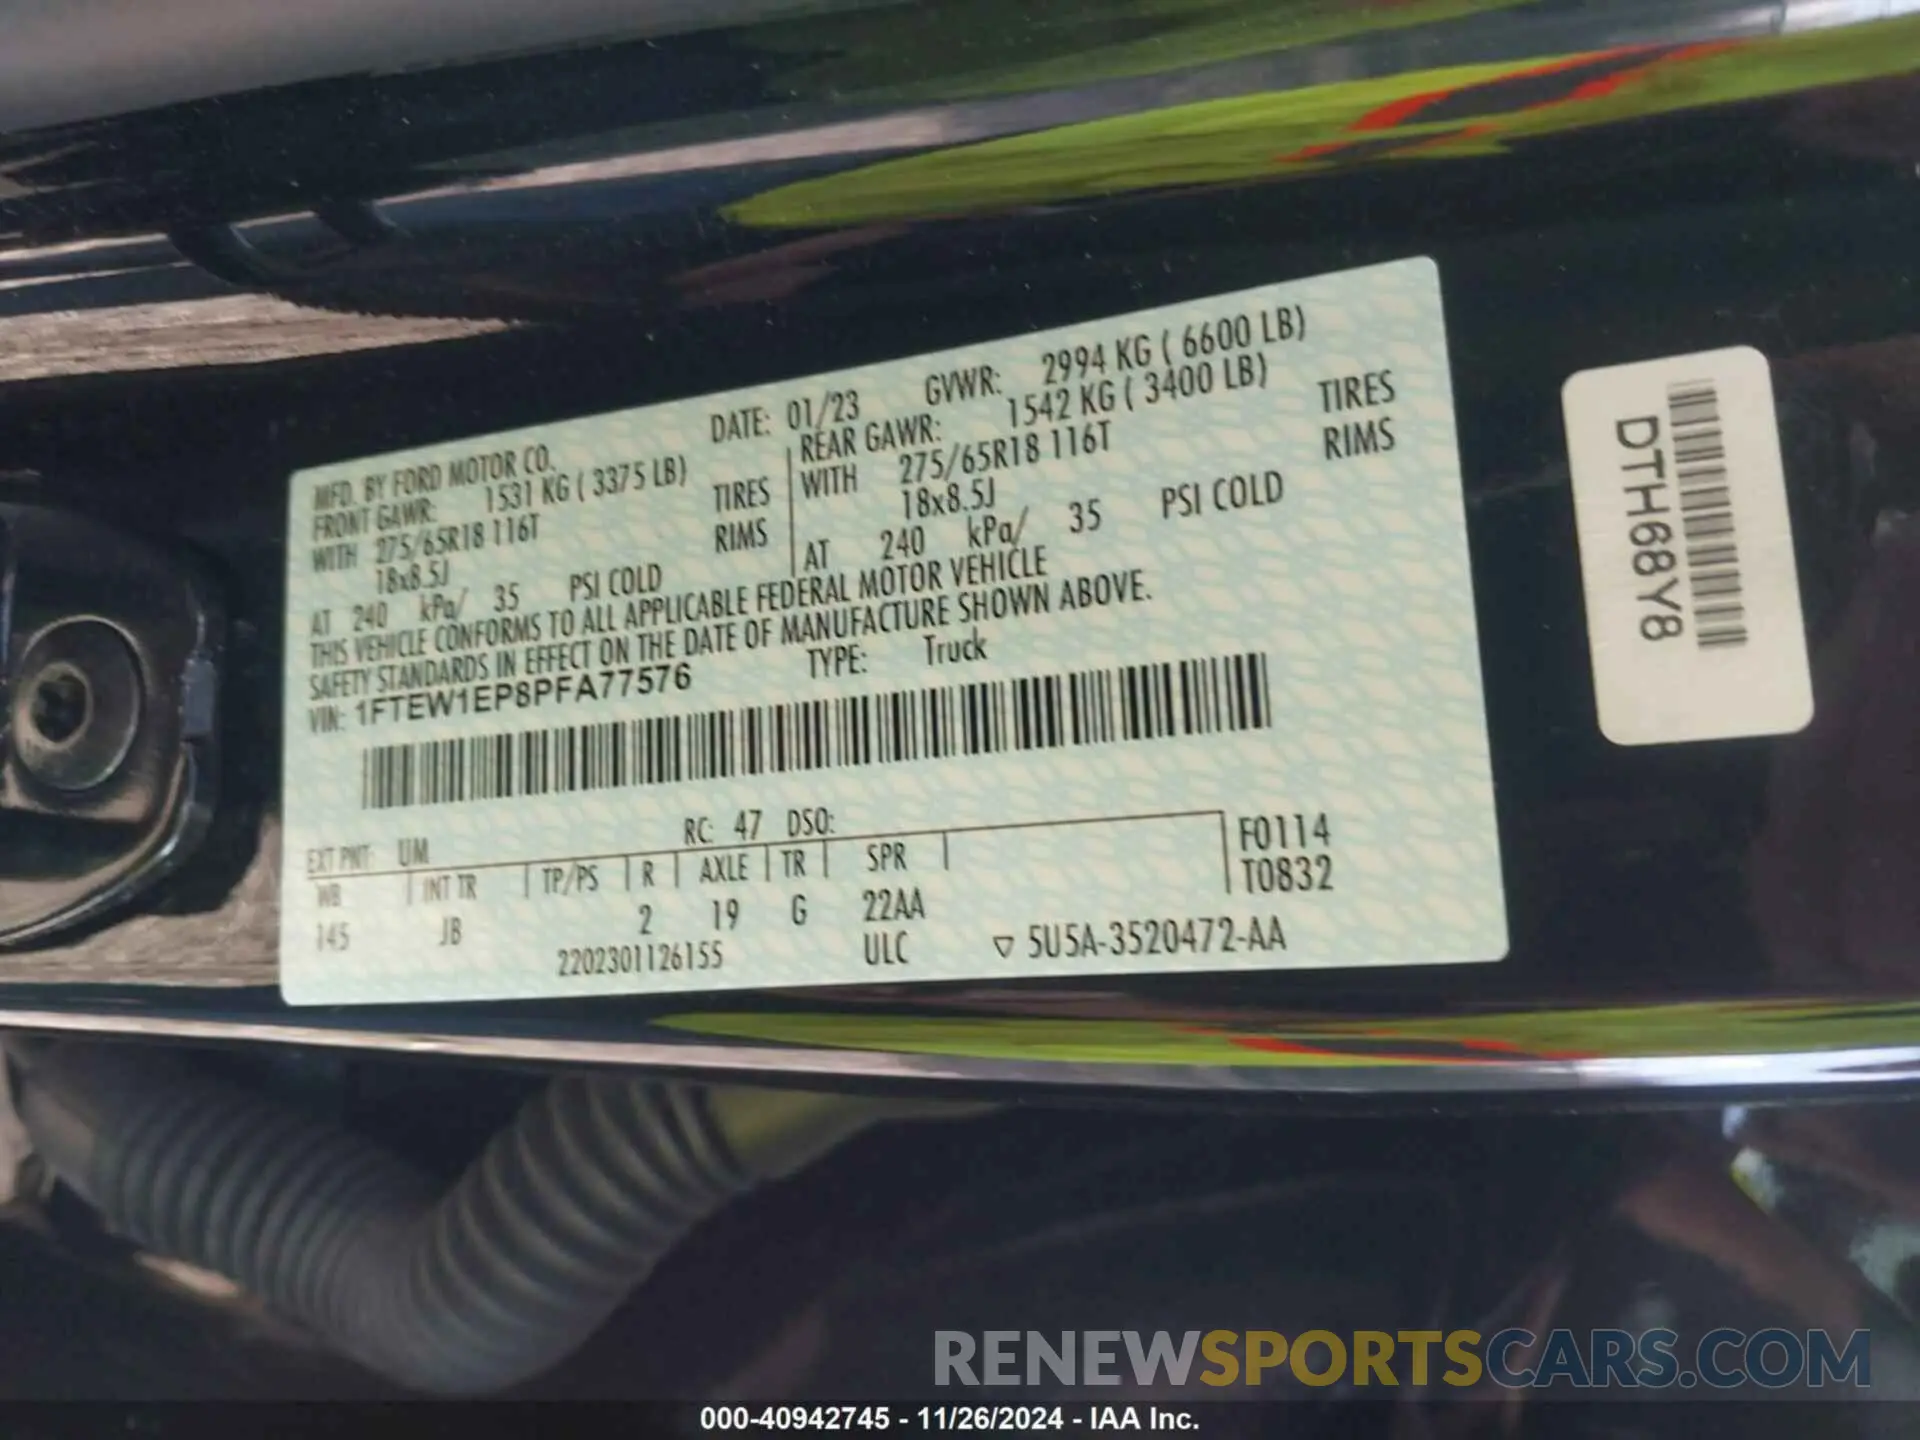 MFD. BY FORD MOTOR CO. DATE: 01/23 GVWR: 2994 KG ( 6600 LB)
FRONT GAWR: 1531 KG ( 3375 LB) REAR GAWR: 1542 KG ( 3400 LB)
WITH 275/65R18 116T TIRES WITH 275/65R18 116T TIRES
18x8.5J RIMS 18x8.5J RIMS
AT 240 kPa/ 35 PSI COLD AT 240 kPa/ 35 PSI COLD
THIS VEHICLE CONFORMS TO ALL APPLICABLE FEDERAL MOTOR VEHICLE
SAFETY STANDARDS IN EFFECT ON THE DATE OF MANUFACTURE SHOWN ABOVE.
VIN: 1FTEW1EP8PFA77576 TYPE: Truck
EXT PNT: UM RC: 47 DSO: F0114
WB INT TR TP/PS R AXLE TR SPR T0832
145 JB 2 19 G 22AA
2202301126155 ULC ▽ 5U5A-3520472-AA
DTH68Y8
RENEWSPORTSCARS.COM
000-40942745 - 11/26/2024 - IAA Inc.